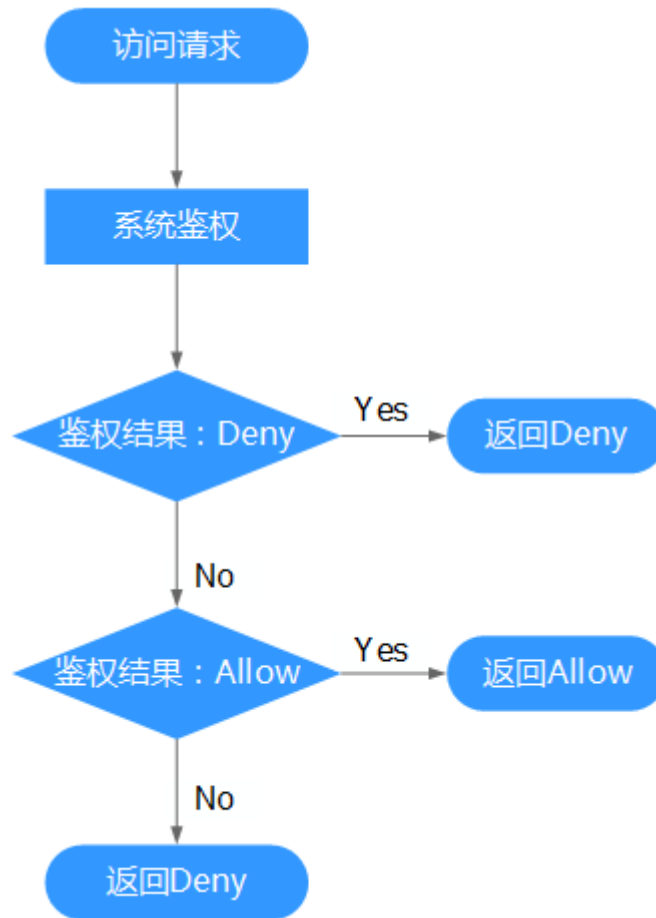 访问请求
系统鉴权
鉴权结果：Deny
Yes
返回Deny
No
鉴权结果：Allow
Yes
返回Allow
No
返回Deny